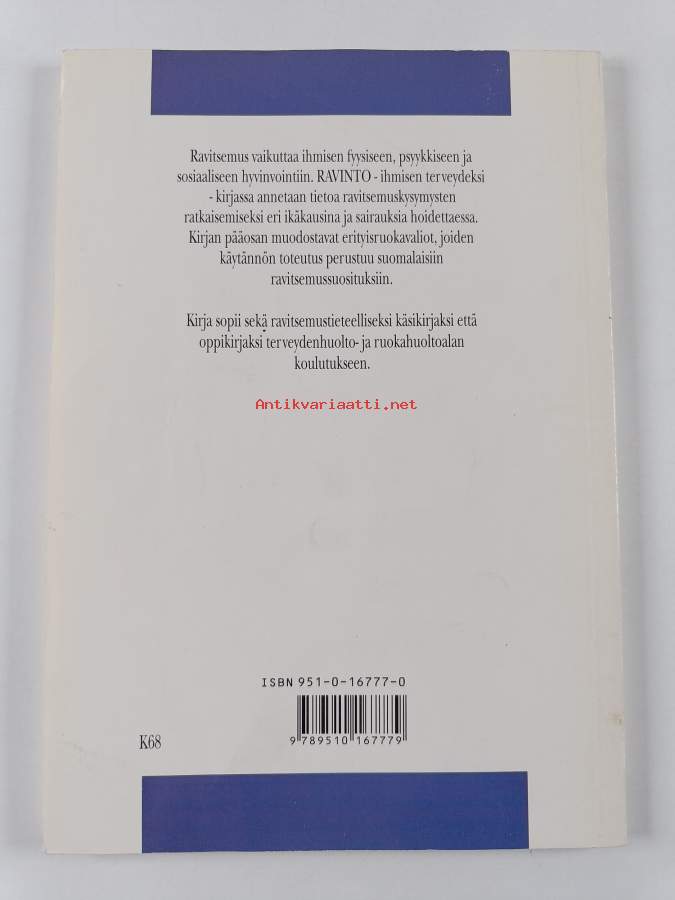 Ravitsemus vaikuttaa ihmisen fyysiseen, psyykkiseen ja
sosiaaliseen hyvinvointiin. RAVINTO - ihmisen terveydeksi
- kirjassa annetaan tietoa ravitsemuskysymysten
ratkaisemiseksi eri ikäkausina ja sairauksia hoidettaessa.
Kirjan pääosan muodostavat erityisruokavaliot, joiden
käytännön toteutus perustuu suomalaisiin
ravitsemussuosituksiin.
Kirja sopii sekä ravitsemustieteelliseksi käsikirjaksi että
oppikirjaksi terveydenhuolto- ja ruokahuoltoalan
koulutukseen.
Antikvariaatti.net
ISBN 951-0-16777-0
9 789510 167779
K68